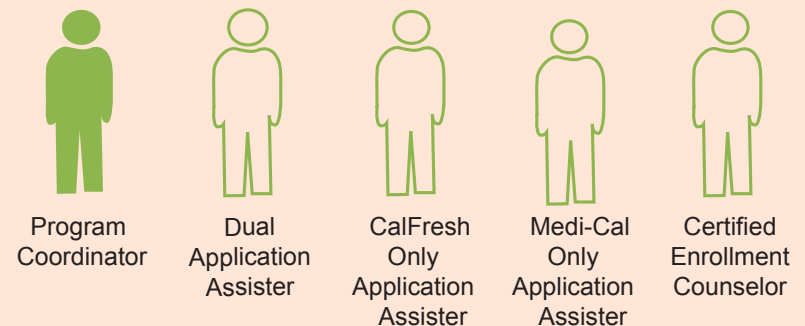 Program
Coordinator
Dual
Application
Assister
CalFresh
Only
Application
Assister
Medi-Cal
Only
Application
Assister
Certified
Enrollment
Counselor